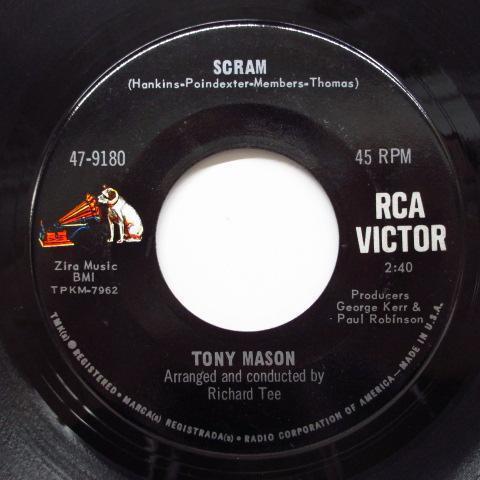 SCRAM
(Hankins-Poindexter-Members-Thomas)
47-9180
45 RPM
RCA
VICTOR
2:40
Zira Music
BMI
TPKM-7962
Producers
George Kerr &
Paul Robinson
TONY MASON
Arranged and conducted by
Richard Tee
TMK(s) ® REGISTERED • MARCA(s) REGISTRADA(s) • RADIO CORPORATION OF AMERICA—MADE IN U.S.A.